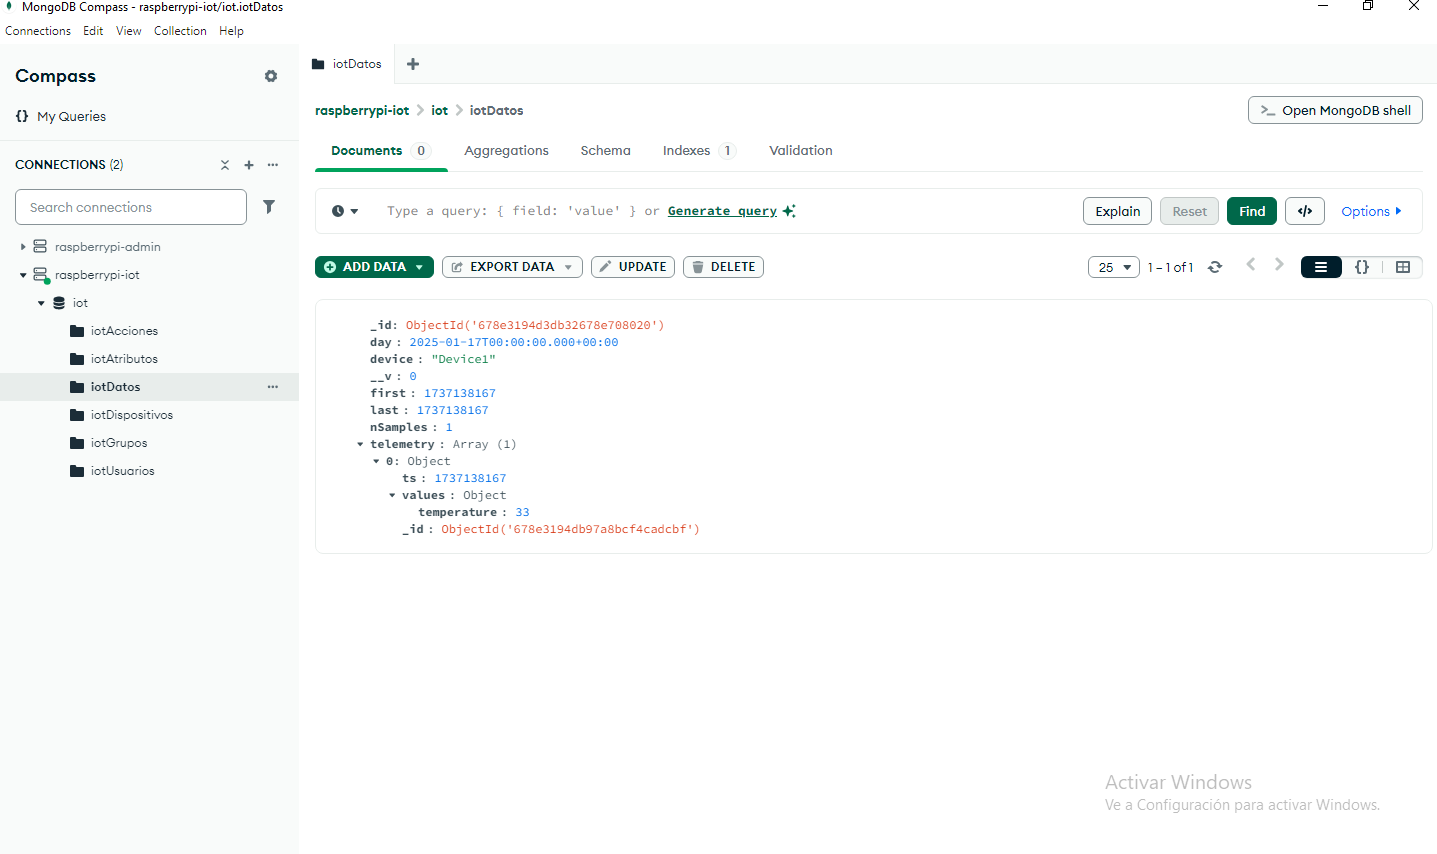 MongoDB Compass - raspberrypi-iot/iot.iotDatos
Connections Edit View Collection Help
Compass
{} My Queries
CONNECTIONS (2)
Search connections
raspberrypi-admin
raspberrypi-iot
iot
iotAcciones
iotAtributos
iotDatos
iotDispositivos
iotGrupos
iotUsuarios
iotDatos
raspberrypi-iot > iot > iotDatos
>_ Open MongoDB shell
Documents 0 Aggregations Schema Indexes 1 Validation
Type a query: { field: 'value' } or Generate query
Explain Reset Find </> Options
ADD DATA EXPORT DATA UPDATE DELETE
25 1 – 1 of 1 {}
_id: ObjectId('678e3194d3db32678e708020')
day : 2025-01-17T00:00:00.000+00:00
device : "Device1"
__v : 0
first : 1737138167
last : 1737138167
nSamples : 1
telemetry : Array (1)
0: Object
ts : 1737138167
values : Object
temperature : 33
_id : ObjectId('678e3194db97a8bcf4cadcbf')
Activar Windows
Ve a Configuración para activar Windows.